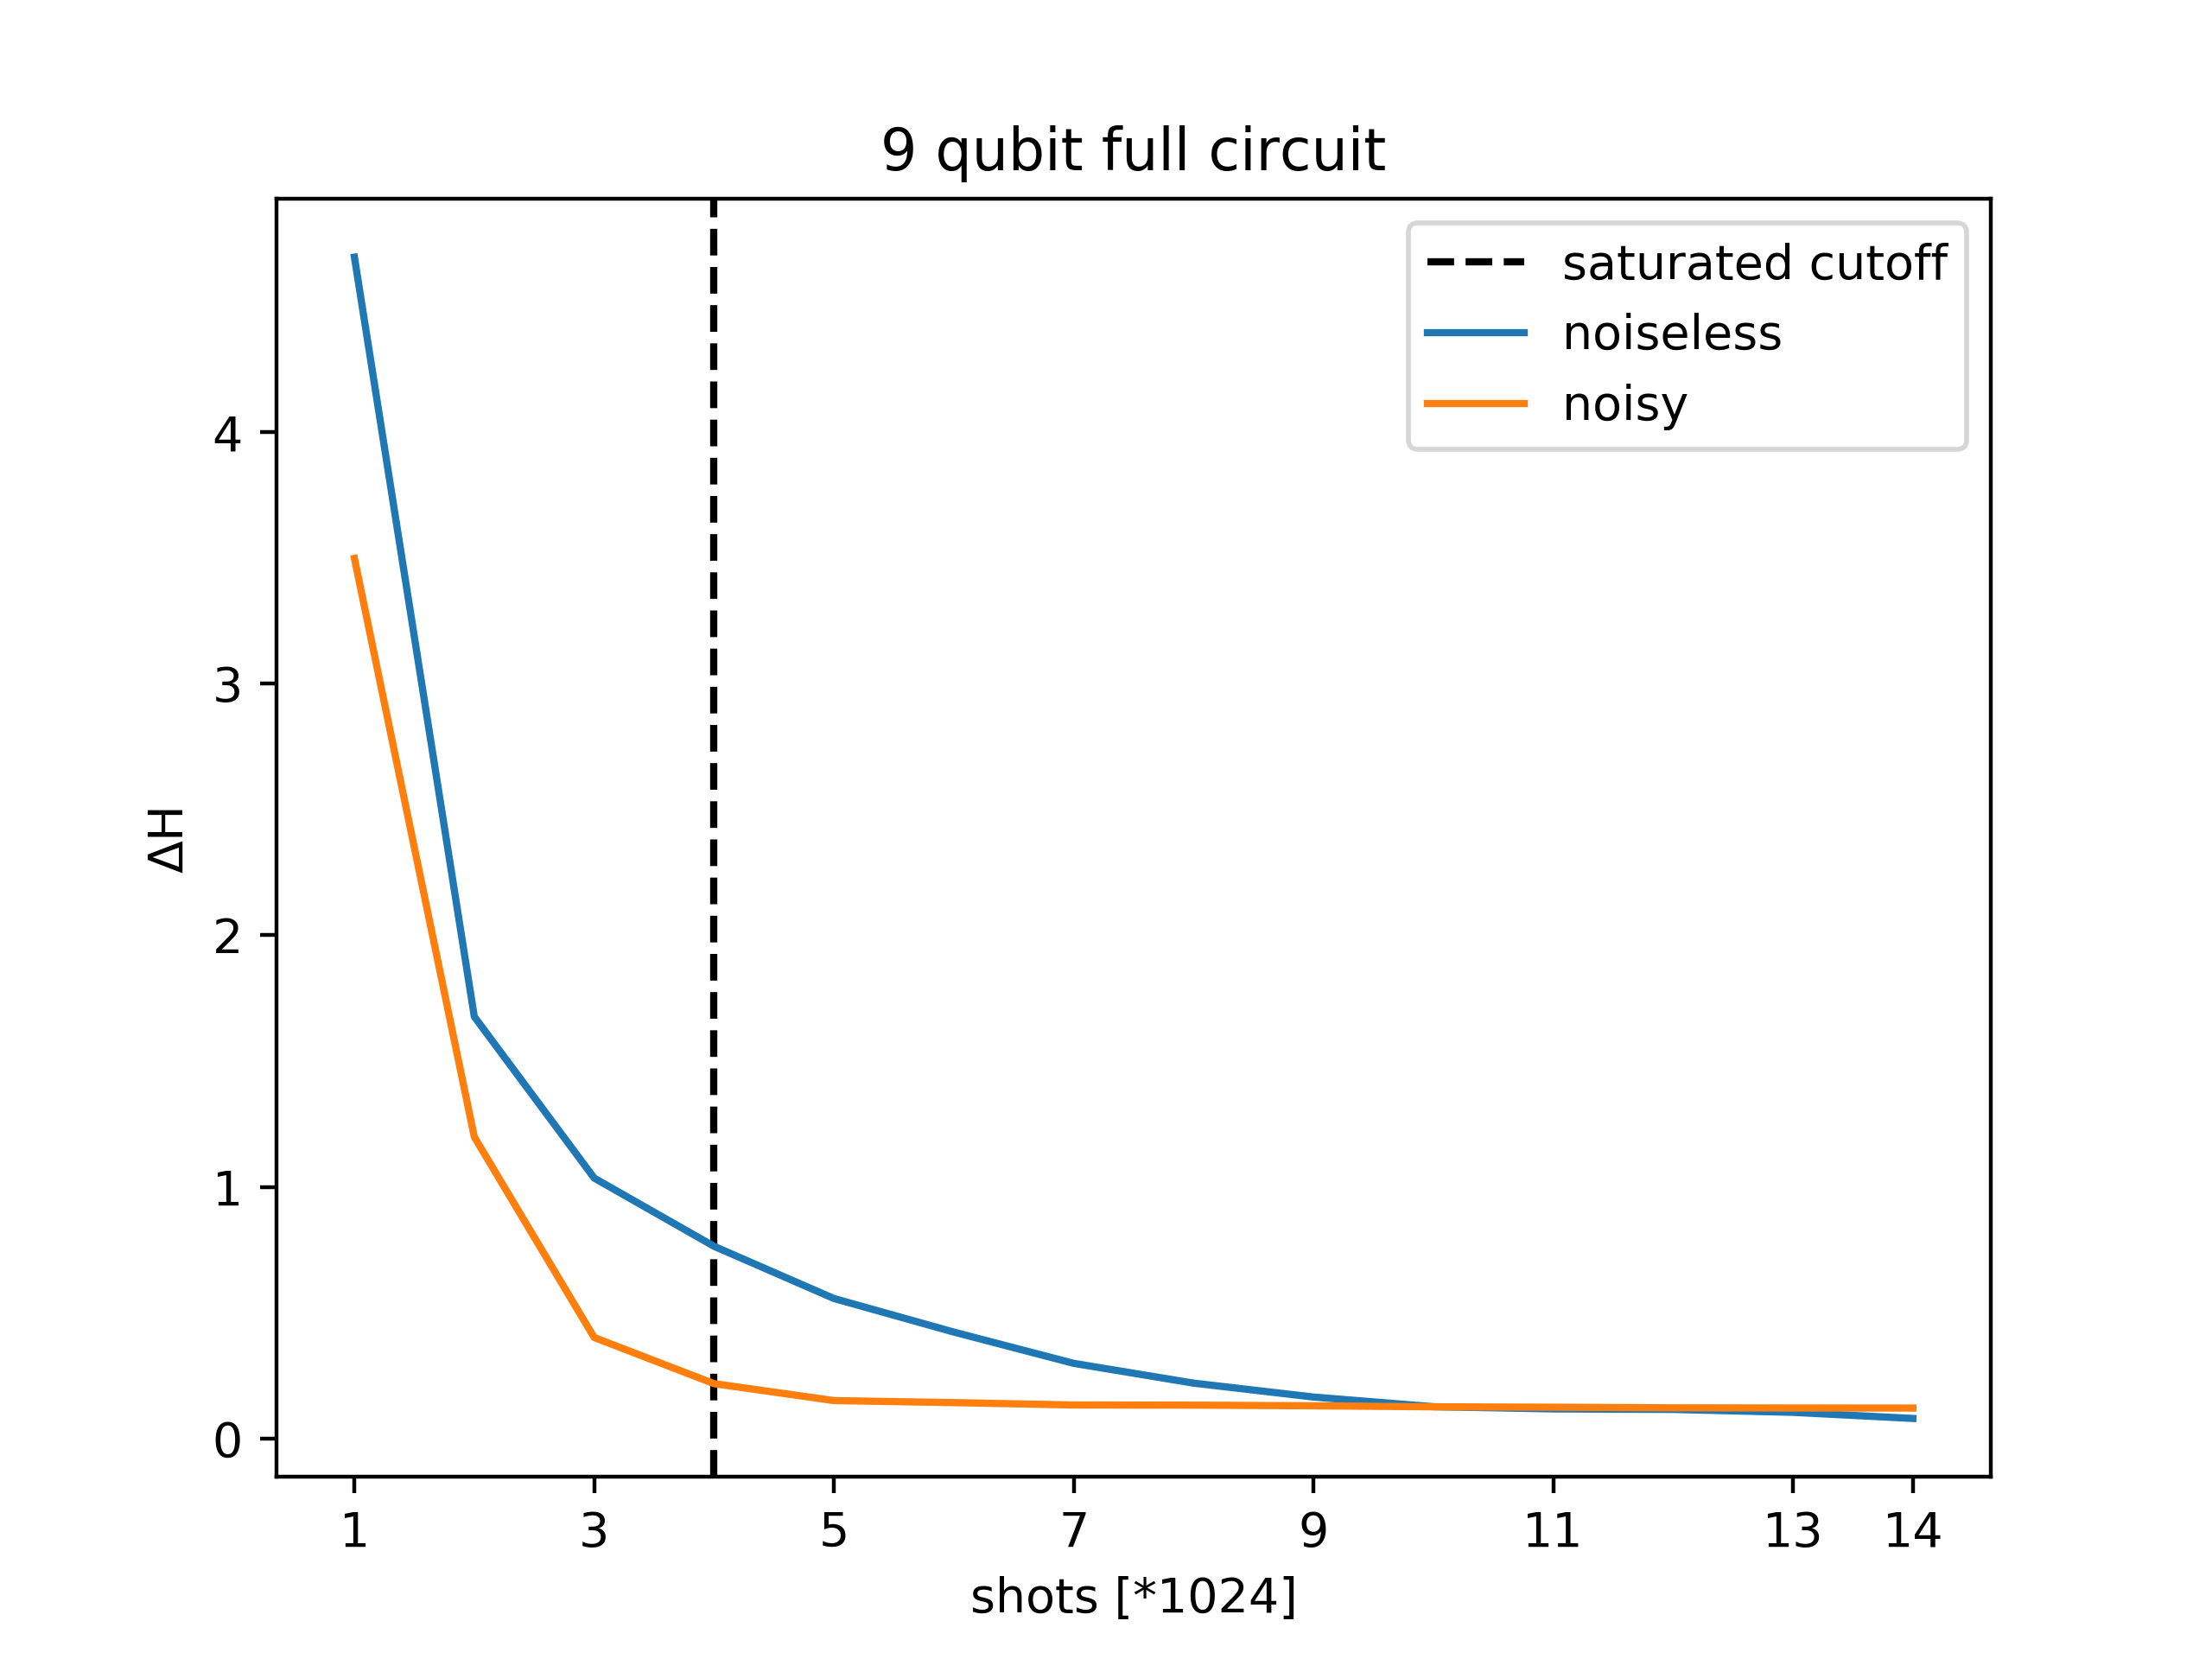 9 qubit full circuit
saturated cutoff
noiseless
noisy
4
3
2
1
0
ΔH
1 3 5 7 9 11 13 14
shots [*1024]